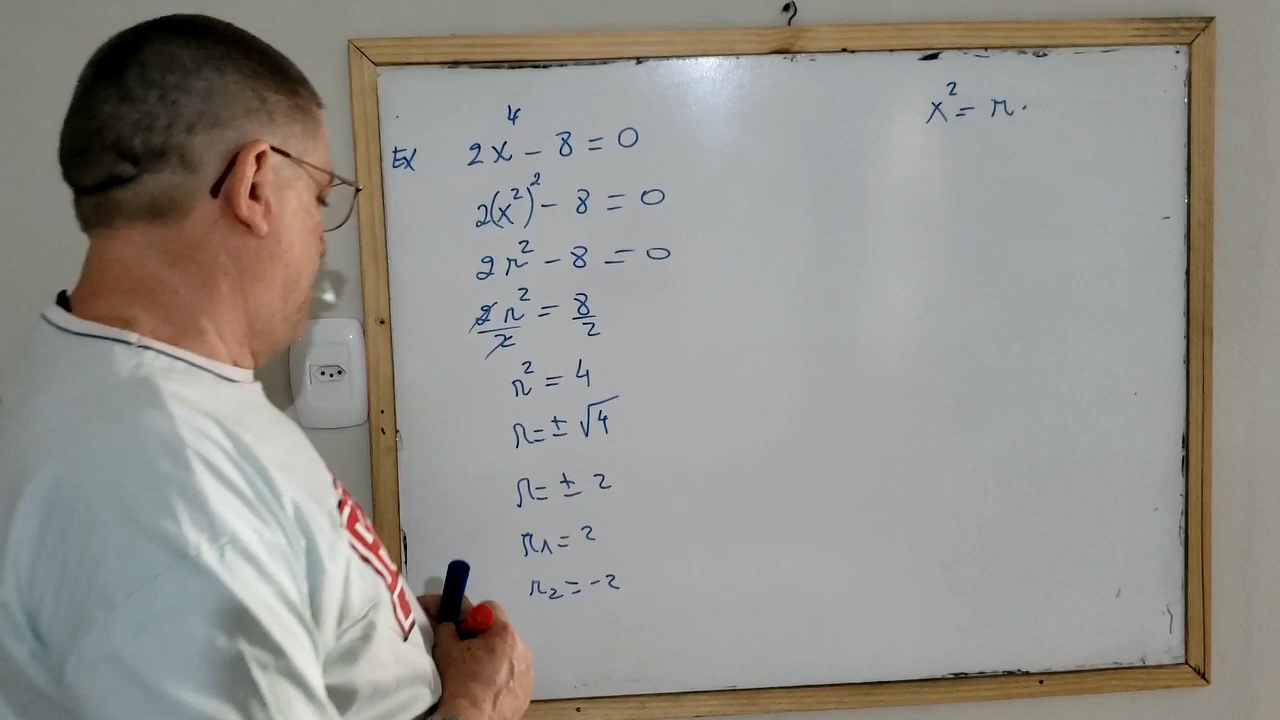 x² = r.
Ex 2x⁴ - 8 = 0
2(x²)² - 8 = 0
2r² - 8 = 0
2r²/2 = 8/2
r² = 4
r = ± √4
r = ± 2
r₁ = 2
r₂ = -2